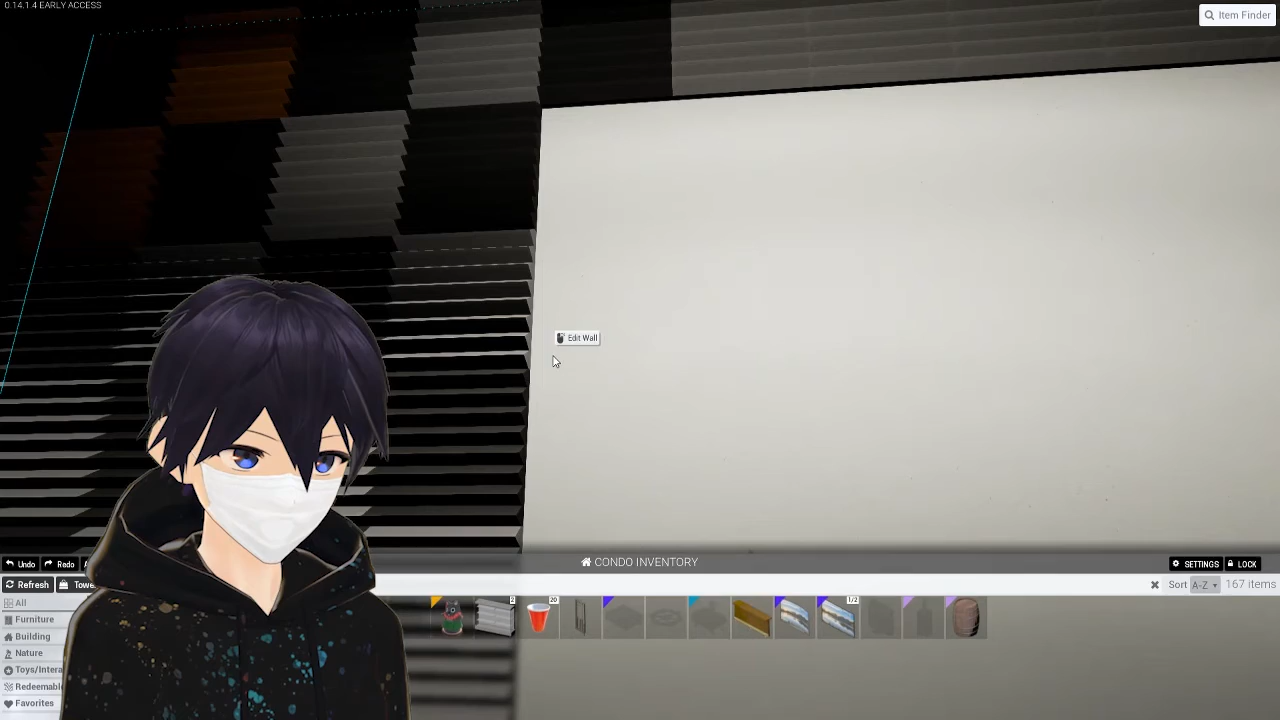 0.14.1.4 EARLY ACCESS
Item Finder
Edit Wall
Undo
Redo
CONDO INVENTORY
SETTINGS
LOCK
Refresh
Sort A-Z
167 items
All
Furniture
Building
Nature
Favorites
2
20
1/2